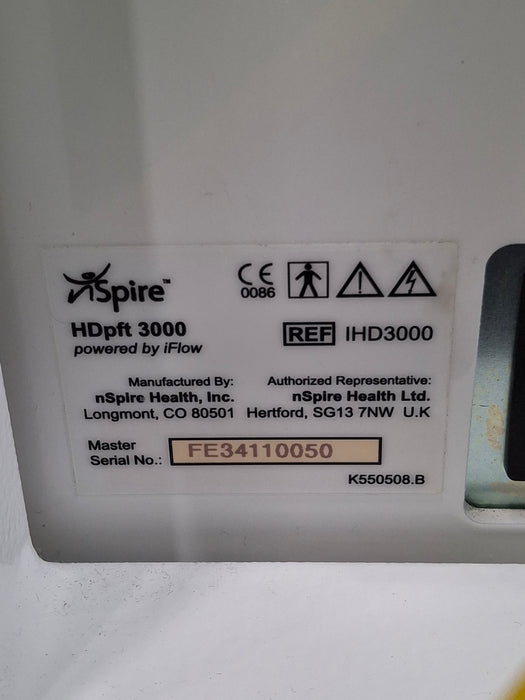 nSpire™
CE
0086
HDpft 3000
powered by iFlow
REF IHD3000
Manufactured By:
nSpire Health, Inc.
Longmont, CO 80501
Authorized Representative:
nSpire Health Ltd.
Hertford, SG13 7NW U.K
Master
Serial No.: FE34110050
K550508.B